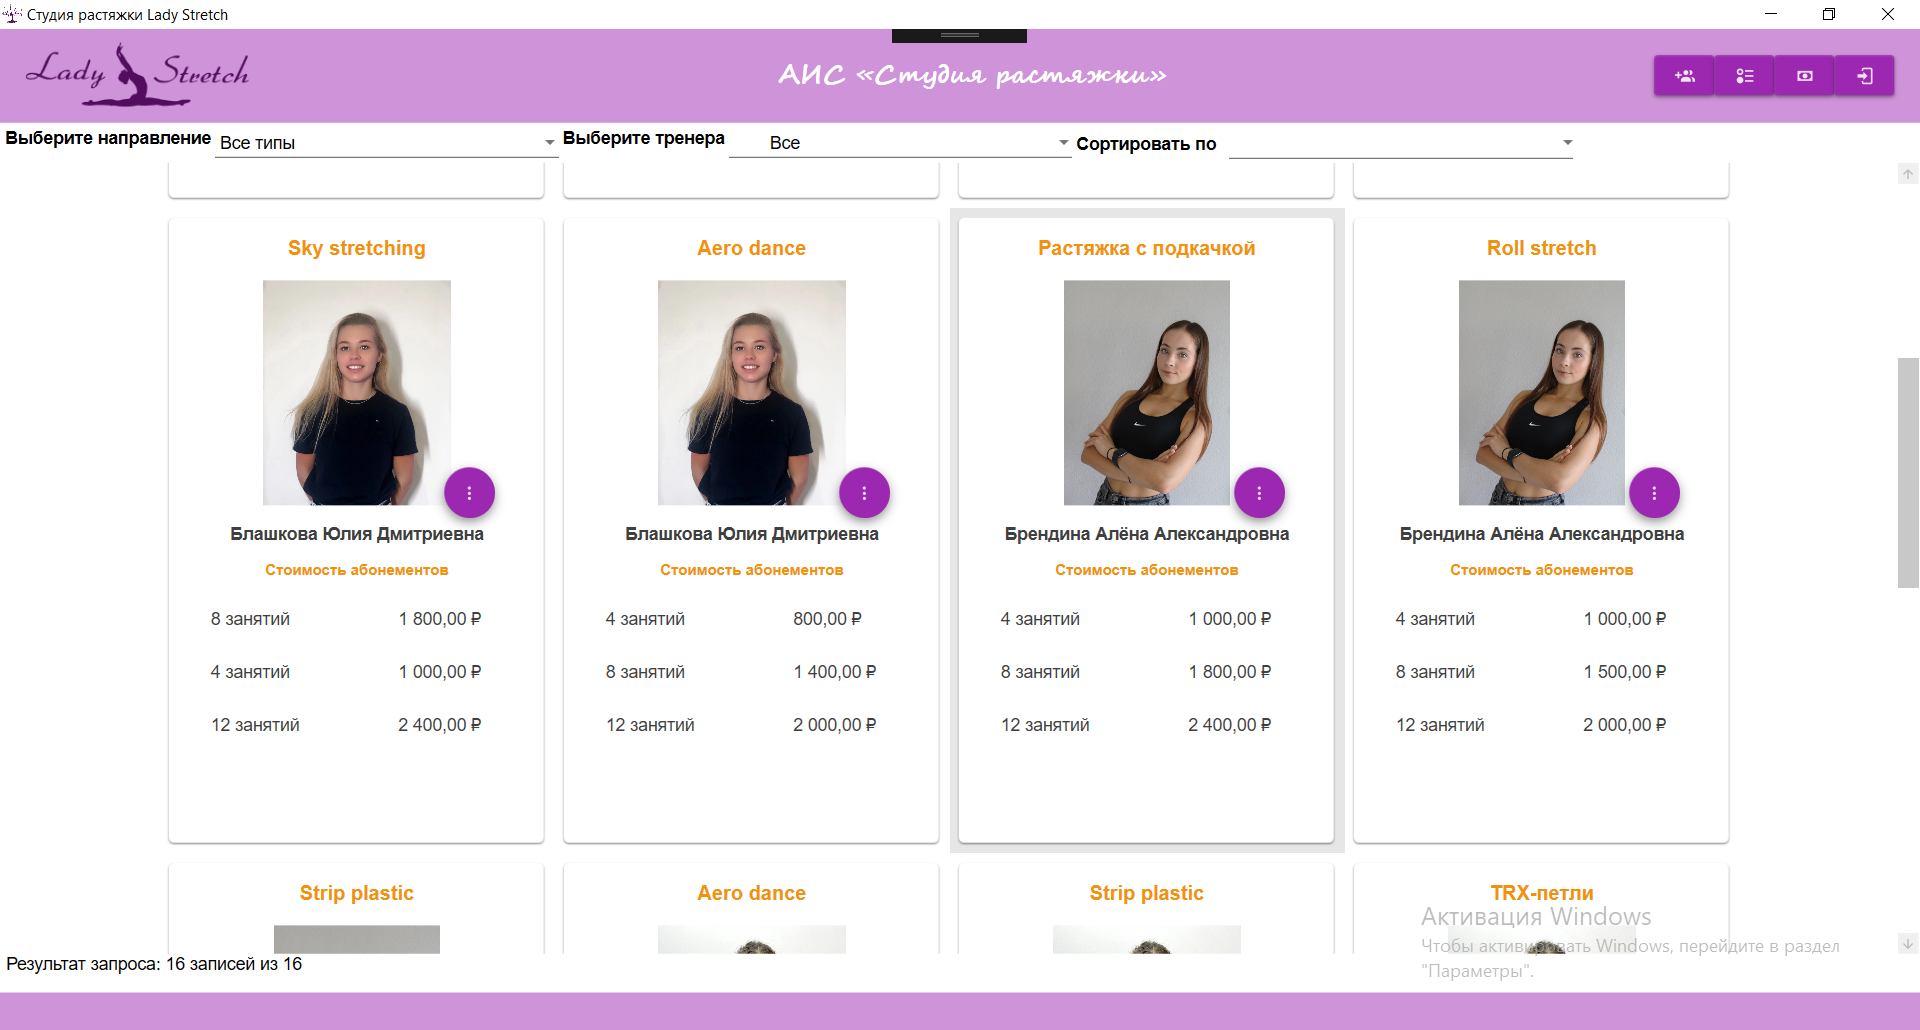 Студия растяжки Lady Stretch
Lady Stretch
АИС «Студия растяжки»
Выберите направление Все типы Выберите тренера Все Сортировать по
Sky stretching
Блашкова Юлия Дмитриевна
Стоимость абонементов
8 занятий 1 800,00 ₽
4 занятий 1 000,00 ₽
12 занятий 2 400,00 ₽
Aero dance
Блашкова Юлия Дмитриевна
Стоимость абонементов
4 занятий 800,00 ₽
8 занятий 1 400,00 ₽
12 занятий 2 000,00 ₽
Растяжка с подкачкой
Брендина Алёна Александровна
Стоимость абонементов
4 занятий 1 000,00 ₽
8 занятий 1 800,00 ₽
12 занятий 2 400,00 ₽
Roll stretch
Брендина Алёна Александровна
Стоимость абонементов
4 занятий 1 000,00 ₽
8 занятий 1 500,00 ₽
12 занятий 2 000,00 ₽
Strip plastic
Aero dance
Strip plastic
TRX-петли
Активация Windows
Чтобы активировать Windows, перейдите в раздел
"Параметры".
Результат запроса: 16 записей из 16